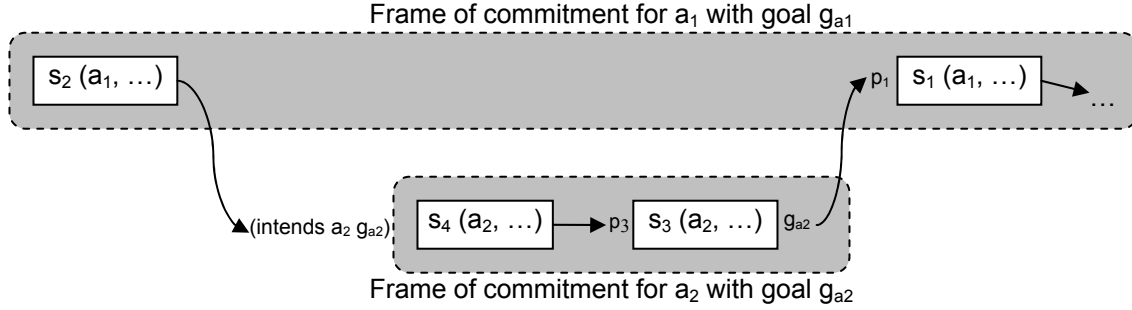 Frame of commitment for a₁ with goal gₐ₁
s₂ (a₁, …)
p₁ s₁ (a₁, …)
…
(intends a₂ gₐ₂)
s₄ (a₂, …)
p₃ s₃ (a₂, …) gₐ₂
Frame of commitment for a₂ with goal gₐ₂